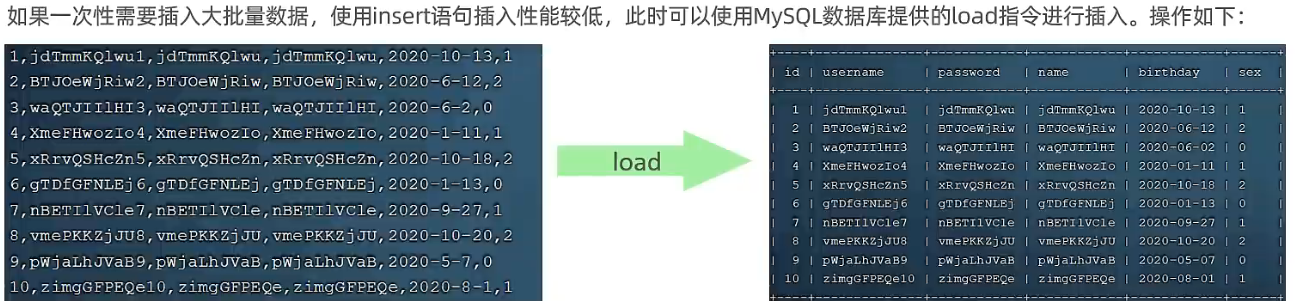 如果一次性需要插入大批量数据，使用insert语句插入性能较低，此时可以使用MySQL数据库提供的load指令进行插入。操作如下：
1,jdTmmKQlwu1,jdTmmKQlwu,jdTmmKQlwu,2020-10-13,1
2,BTJOeWjRiw2,BTJOeWjRiw,BTJOeWjRiw,2020-6-12,2
3,waQTJIIlHI3,waQTJIIlHI,waQTJIIlHI,2020-6-2,0
4,XmeFHwozIo4,XmeFHwozIo,XmeFHwozIo,2020-1-11,1
5,xRrvQSHcZn5,xRrvQSHcZn,xRrvQSHcZn,2020-10-18,2
6,gTDfGFNLEj6,gTDfGFNLEj,gTDfGFNLEj,2020-1-13,0
7,nBETIlVCle7,nBETIlVCle,nBETIlVCle,2020-9-27,1
8,vmePKKZjJU8,vmePKKZjJU,vmePKKZjJU,2020-10-20,2
9,pWjaLhJVaB9,pWjaLhJVaB,pWjaLhJVaB,2020-5-7,0
10,zimgGFPEQe10,zimgGFPEQe,zimgGFPEQe,2020-8-1,1
load
| id | username | password | name | birthday | sex |
| 1 | jdTmmKQlwu1 | jdTmmKQlwu | jdTmmKQlwu | 2020-10-13 | 1 |
| 2 | BTJOeWjRiw2 | BTJOeWjRiw | BTJOeWjRiw | 2020-06-12 | 2 |
| 3 | waQTJIIlHI3 | waQTJIIlHI | waQTJIIlHI | 2020-06-02 | 0 |
| 4 | XmeFHwozIo4 | XmeFHwozIo | XmeFHwozIo | 2020-01-11 | 1 |
| 5 | xRrvQSHcZn5 | xRrvQSHcZn | xRrvQSHcZn | 2020-10-18 | 2 |
| 6 | gTDfGFNLEj6 | gTDfGFNLEj | gTDfGFNLEj | 2020-01-13 | 0 |
| 7 | nBETIlVCle7 | nBETIlVCle | nBETIlVCle | 2020-09-27 | 1 |
| 8 | vmePKKZjJU8 | vmePKKZjJU | vmePKKZjJU | 2020-10-20 | 2 |
| 9 | pWjaLhJVaB9 | pWjaLhJVaB | pWjaLhJVaB | 2020-05-07 | 0 |
| 10 | zimgGFPEQe10 | zimgGFPEQe | zimgGFPEQe | 2020-08-01 | 1 |